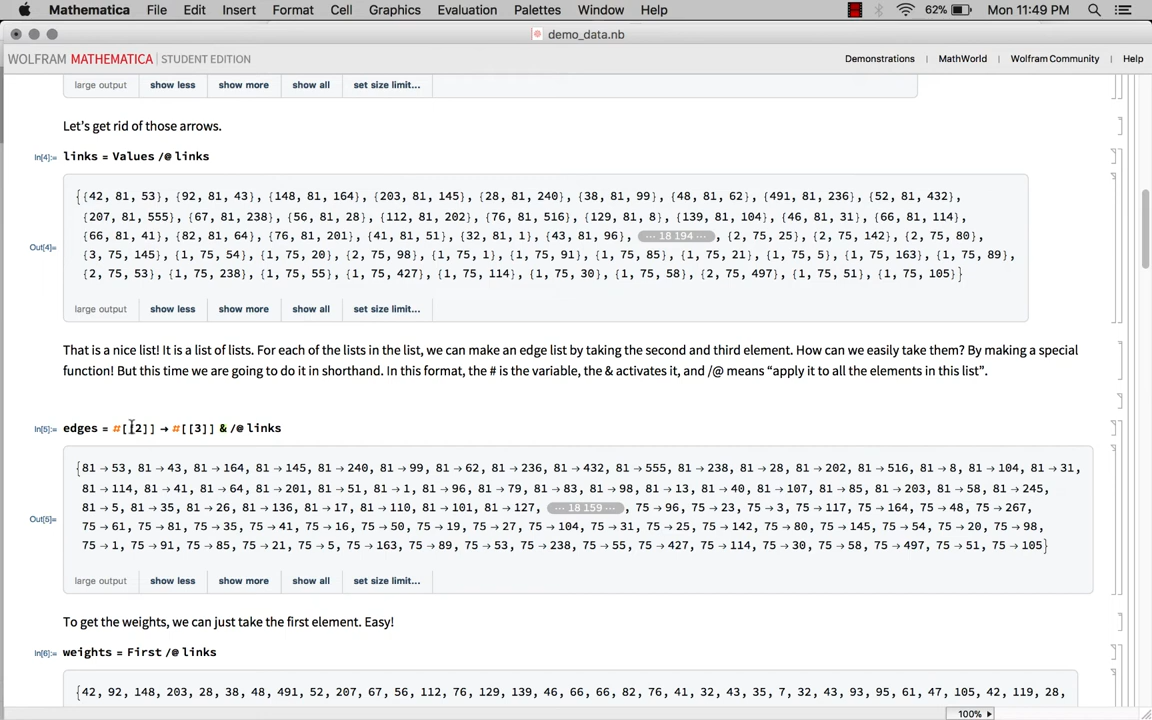 Mathematica File Edit Insert Format Cell Graphics Evaluation Palettes Window Help 62% Mon 11:49 PM
demo_data.nb
WOLFRAM MATHEMATICA | STUDENT EDITION Demonstrations | MathWorld | Wolfram Community | Help
large output show less show more show all set size limit...
Let's get rid of those arrows.
In[4]:= links = Values /@ links
{{42, 81, 53}, {92, 81, 43}, {148, 81, 164}, {203, 81, 145}, {28, 81, 240}, {38, 81, 99}, {48, 81, 62}, {491, 81, 236}, {52, 81, 432},
{207, 81, 555}, {67, 81, 238}, {56, 81, 28}, {112, 81, 202}, {76, 81, 516}, {129, 81, 8}, {139, 81, 104}, {46, 81, 31}, {66, 81, 114},
{66, 81, 41}, {82, 81, 64}, {76, 81, 201}, {41, 81, 51}, {32, 81, 1}, {43, 81, 96}, ... 18 194 ... , {2, 75, 25}, {2, 75, 142}, {2, 75, 80},
Out[4]= {3, 75, 145}, {1, 75, 54}, {1, 75, 20}, {2, 75, 98}, {1, 75, 1}, {1, 75, 91}, {1, 75, 85}, {1, 75, 21}, {1, 75, 5}, {1, 75, 163}, {1, 75, 89},
{2, 75, 53}, {1, 75, 238}, {1, 75, 55}, {1, 75, 427}, {1, 75, 114}, {1, 75, 30}, {1, 75, 58}, {2, 75, 497}, {1, 75, 51}, {1, 75, 105}}
large output show less show more show all set size limit...
That is a nice list! It is a list of lists. For each of the lists in the list, we can make an edge list by taking the second and third element. How can we easily take them? By making a special
function! But this time we are going to do it in shorthand. In this format, the # is the variable, the & activates it, and /@ means "apply it to all the elements in this list".
In[5]:= edges = #[[2]] → #[[3]] & /@ links
{81 → 53, 81 → 43, 81 → 164, 81 → 145, 81 → 240, 81 → 99, 81 → 62, 81 → 236, 81 → 432, 81 → 555, 81 → 238, 81 → 28, 81 → 202, 81 → 516, 81 → 8, 81 → 104, 81 → 31,
81 → 114, 81 → 41, 81 → 64, 81 → 201, 81 → 51, 81 → 1, 81 → 96, 81 → 79, 81 → 83, 81 → 98, 81 → 13, 81 → 40, 81 → 107, 81 → 85, 81 → 203, 81 → 58, 81 → 245,
81 → 5, 81 → 35, 81 → 26, 81 → 136, 81 → 17, 81 → 110, 81 → 101, 81 → 127, ... 18 159 ... , 75 → 96, 75 → 23, 75 → 3, 75 → 117, 75 → 164, 75 → 48, 75 → 267,
Out[5]= 75 → 61, 75 → 81, 75 → 35, 75 → 41, 75 → 16, 75 → 50, 75 → 19, 75 → 27, 75 → 104, 75 → 31, 75 → 25, 75 → 142, 75 → 80, 75 → 145, 75 → 54, 75 → 20, 75 → 98,
75 → 1, 75 → 91, 75 → 85, 75 → 21, 75 → 5, 75 → 163, 75 → 89, 75 → 53, 75 → 238, 75 → 55, 75 → 427, 75 → 114, 75 → 30, 75 → 58, 75 → 497, 75 → 51, 75 → 105}
large output show less show more show all set size limit...
To get the weights, we can just take the first element. Easy!
In[6]:= weights = First /@ links
{42, 92, 148, 203, 28, 38, 48, 491, 52, 207, 67, 56, 112, 76, 129, 139, 46, 66, 66, 82, 76, 41, 32, 43, 35, 7, 32, 43, 93, 95, 61, 47, 105, 42, 119, 28,
100%